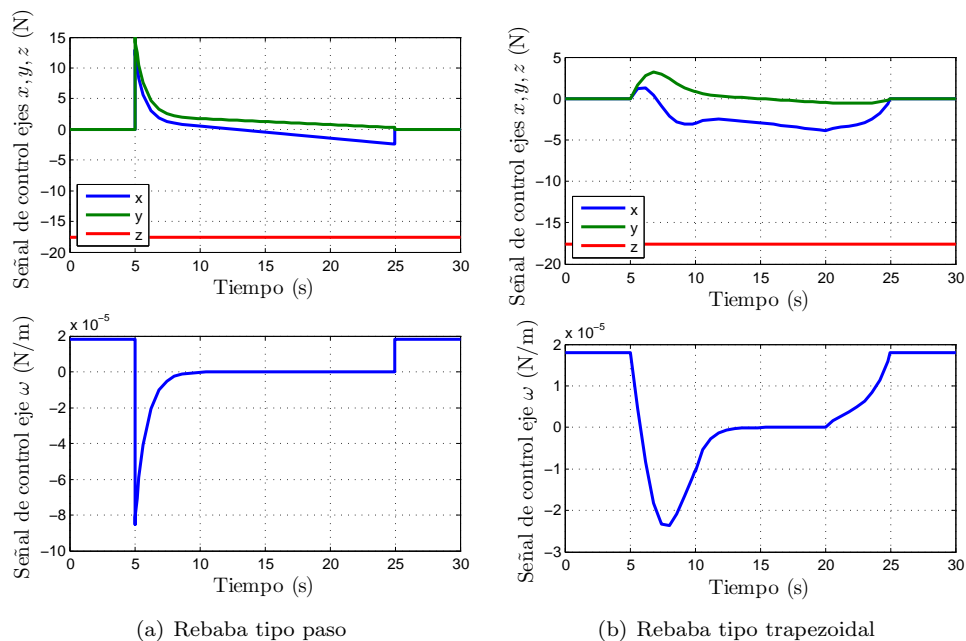 Señal de control ejes x, y, z (N)
15
10
5
0
−5
−10
−15
−20
x
y
z
0 5 10 15 20 25 30
Tiempo (s)
Señal de control ejes x, y, z (N)
5
0
−5
−10
−15
−20
x
y
z
0 5 10 15 20 25 30
Tiempo (s)
x 10⁻⁵
Señal de control eje ω (N/m)
2
0
−2
−4
−6
−8
−10
0 5 10 15 20 25 30
Tiempo (s)
x 10⁻⁵
Señal de control eje ω (N/m)
2
1
0
−1
−2
−3
0 5 10 15 20 25 30
Tiempo (s)
(a) Rebaba tipo paso
(b) Rebaba tipo trapezoidal